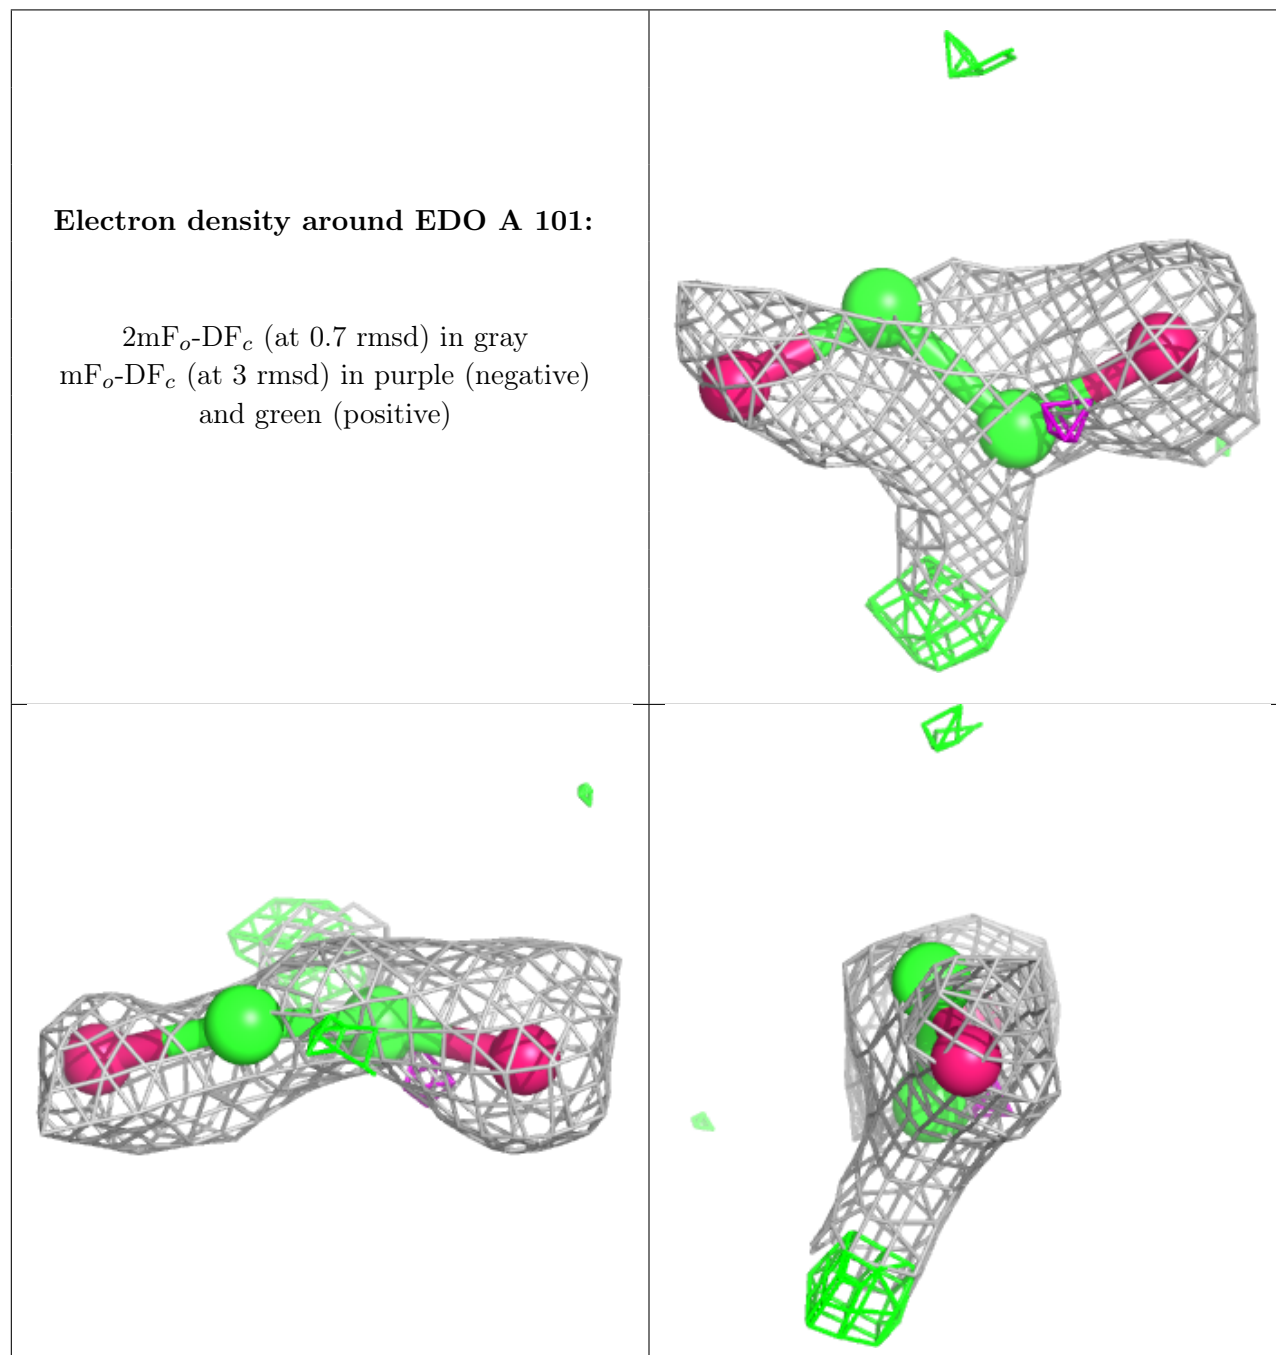 Electron density around EDO A 101:
2mFₒ-DF𝒸 (at 0.7 rmsd) in gray
mFₒ-DF𝒸 (at 3 rmsd) in purple (negative)
and green (positive)